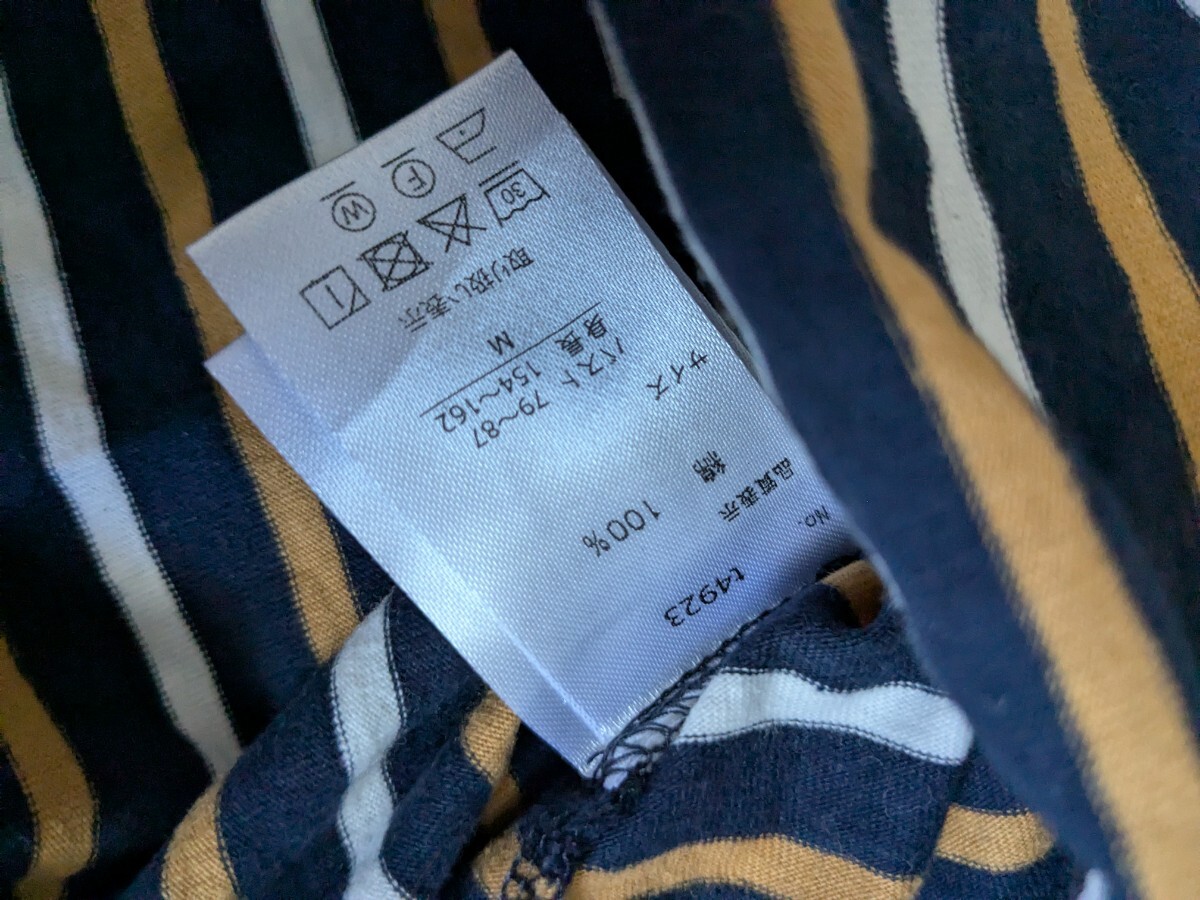 No. t4923
品質表示
綿 100%
サイズ
バスト 79～87
身長 154～162
M
取り扱い表示
30
W F